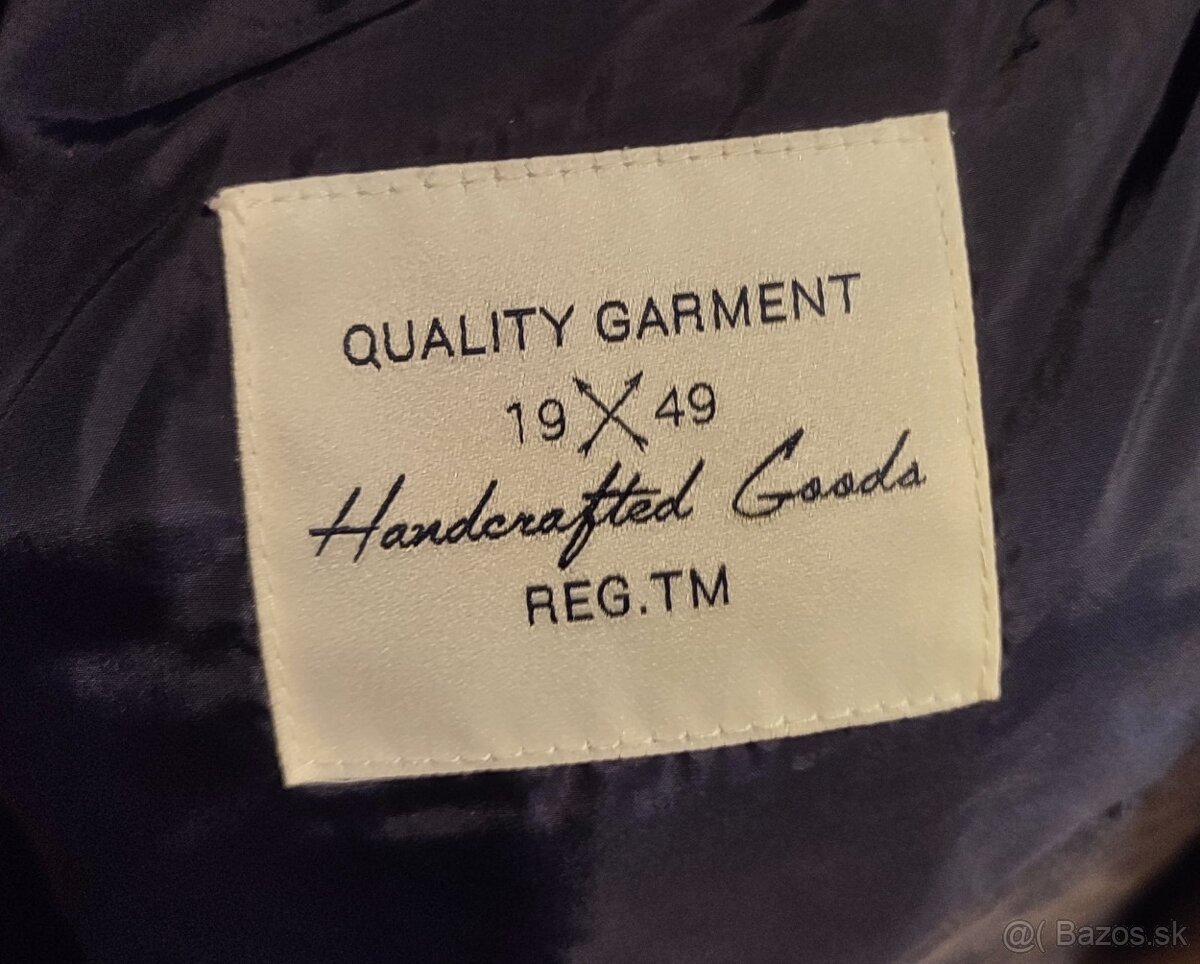 QUALITY GARMENT
19 49
Handcrafted Goods
REG.TM
@( Bazos.sk